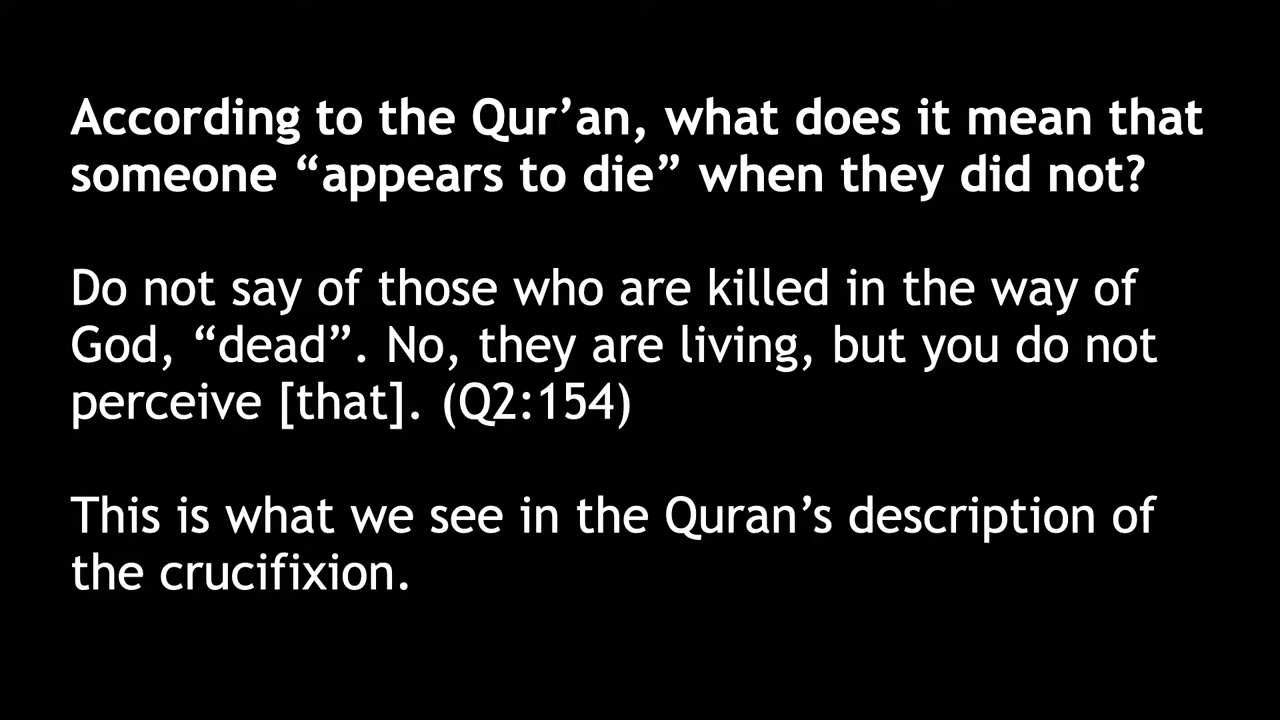 According to the Qur’an, what does it mean that
someone “appears to die” when they did not?
Do not say of those who are killed in the way of
God, “dead”. No, they are living, but you do not
perceive [that]. (Q2:154)
This is what we see in the Quran’s description of
the crucifixion.